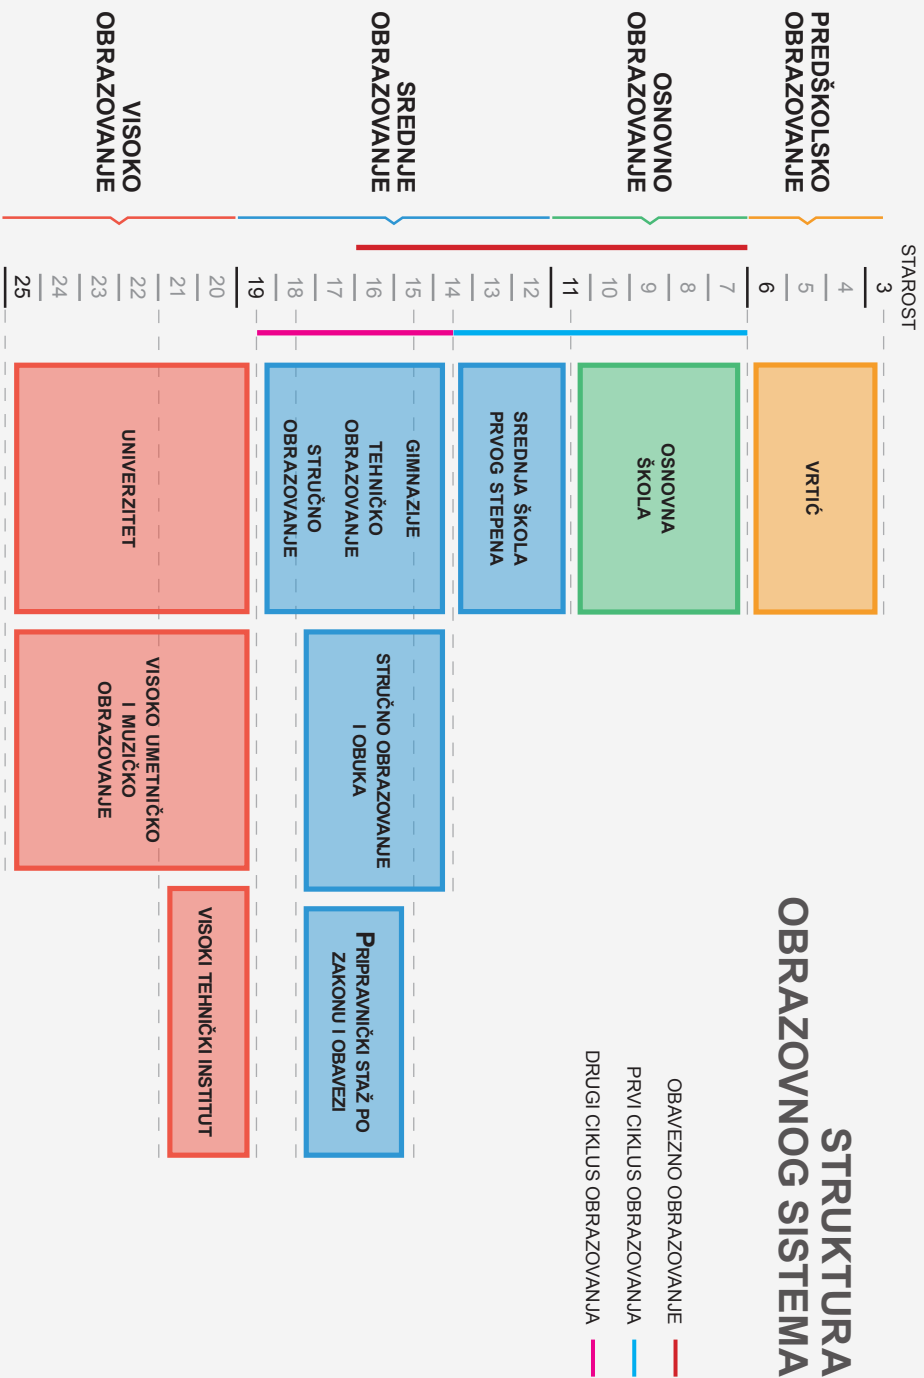 STRUKTURA
OBRAZOVNOG SISTEMA
OBAVEZNO OBRAZOVANJE
PRVI CIKLUS OBRAZOVANJA
DRUGI CIKLUS OBRAZOVANJA
STAROST
PREDŠKOLSKO
OBRAZOVANJE
3
4
5
6
VRTIĆ
OSNOVNO
OBRAZOVANJE
7
8
9
10
11
OSNOVNA
ŠKOLA
SREDNJE
OBRAZOVANJE
12
13
14
15
16
17
18
19
SREDNJA ŠKOLA
PRVOG STEPENA
GIMNAZIJE
TEHNIČKO
OBRAZOVANJE
STRUČNO
OBRAZOVANJE
STRUČNO OBRAZOVANJE
I OBUKA
PRIPRAVNIČKI STAŽ PO
ZAKONU I OBAVEZI
VISOKO
OBRAZOVANJE
20
21
22
23
24
25
UNIVERZITET
VISOKO UMETNIČKO
I MUZIČKO
OBRAZOVANJE
VISOKI TEHNIČKI INSTITUT